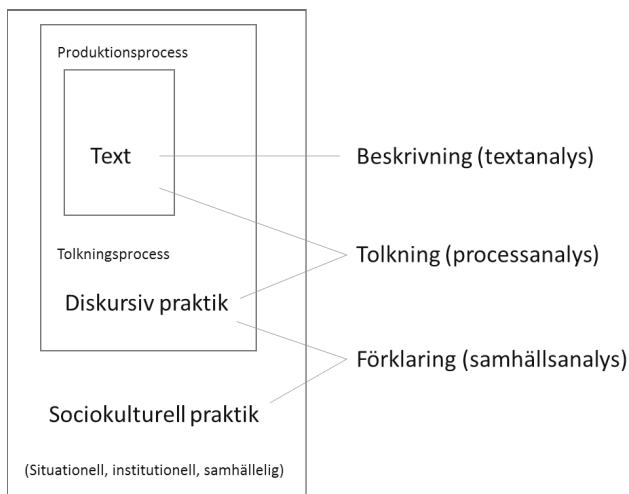 Produktionsprocess
Text
Beskrivning (textanalys)
Tolkningsprocess
Tolkning (processanalys)
Diskursiv praktik
Förklaring (samhällsanalys)
Sociokulturell praktik
(Situationell, institutionell, samhällelig)